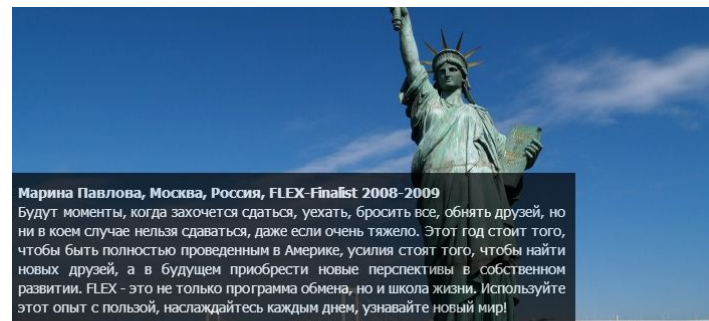 Марина Павлова, Москва, Россия, FLEX-Finalist 2008-2009
Будут моменты, когда захочется сдаться, уехать, бросить все, обнять друзей, но
ни в коем случае нельзя сдаваться, даже если очень тяжело. Этот год стоит того,
чтобы быть полностью проведенным в Америке, усилия стоят того, чтобы найти
новых друзей, а в будущем приобрести новые перспективы в собственном
развитии. FLEX - это не только программа обмена, но и школа жизни. Используйте
этот опыт с пользой, наслаждайтесь каждым днем, узнавайте новый мир!